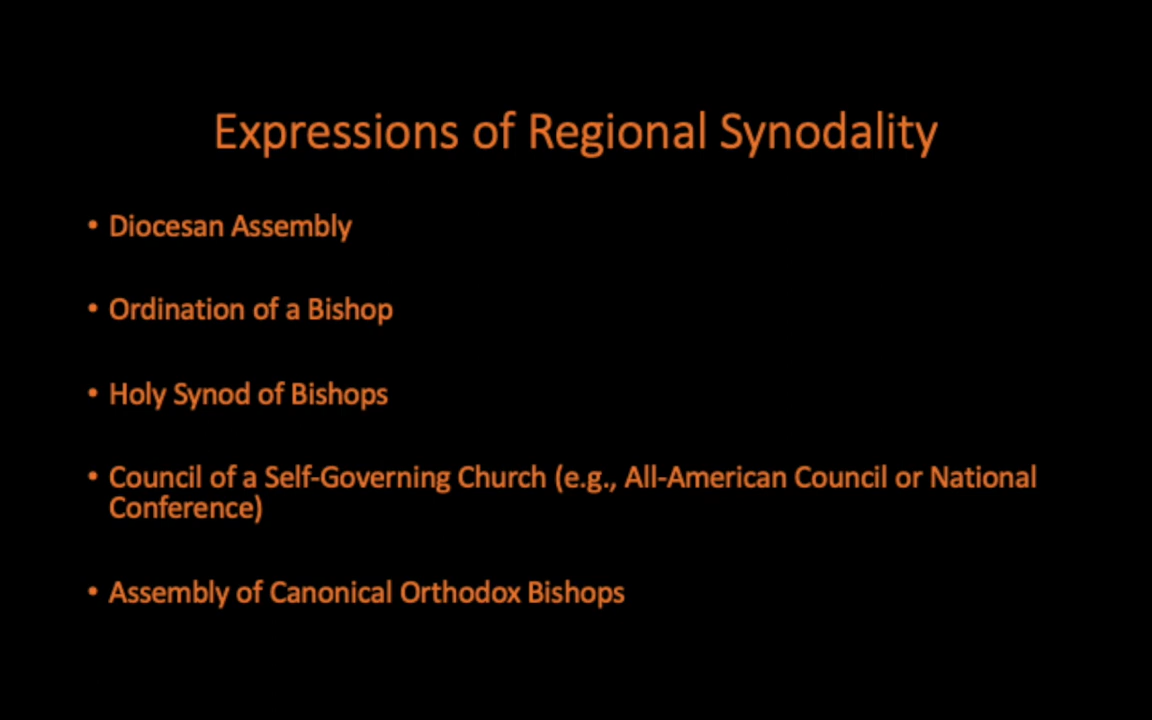 Expressions of Regional Synodality
• Diocesan Assembly
• Ordination of a Bishop
• Holy Synod of Bishops
• Council of a Self-Governing Church (e.g., All-American Council or National
Conference)
• Assembly of Canonical Orthodox Bishops